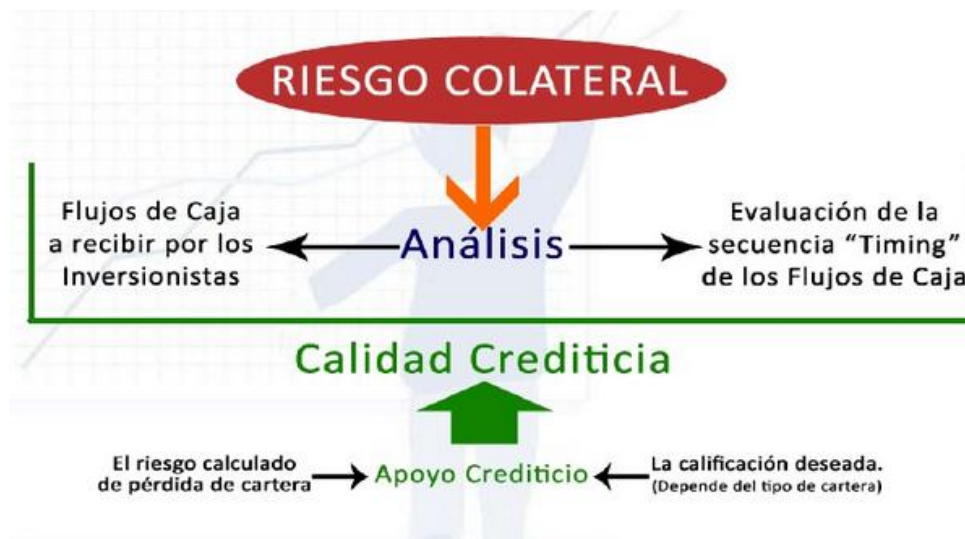 RIESGO COLATERAL
Flujos de Caja
a recibir por los
Inversionistas
Análisis
Evaluación de la
secuencia “Timing”
de los Flujos de Caja
Calidad Crediticia
El riesgo calculado
de pérdida de cartera
Apoyo Crediticio
La calificación deseada.
(Depende del tipo de cartera)